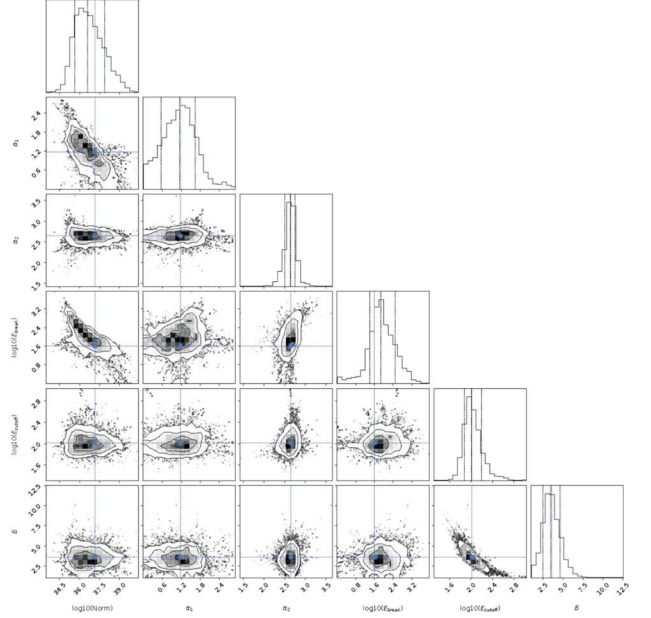 α₁
2.4
1.8
1.2
0.6
α₂
3.5
3.0
2.5
2.0
1.5
log10(E_break)
3.2
2.4
1.6
0.8
log10(E_cutoff)
2.8
2.4
2.0
1.6
B
12.5
10.0
7.5
5.0
2.5
34.5 36.0 37.5 39.0
0.6 1.2 1.8 2.4
1.5 2.0 2.5 3.0 3.5
0.8 1.6 2.4 3.2
1.6 2.0 2.4 2.8
2.5 5.0 7.5 10.0 12.5
log10(Norm) α₁ α₂ log10(E_break) log10(E_cutoff) B